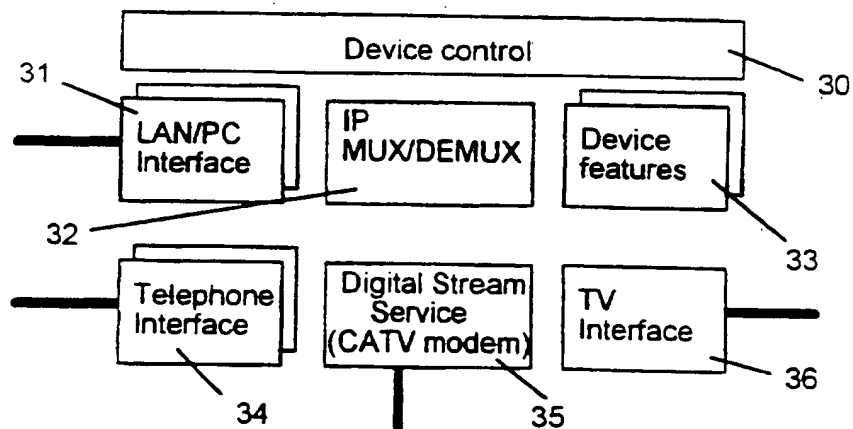 Device control
30
31
LAN/PC
Interface
IP
MUX/DEMUX
Device
features
32
33
Telephone
Interface
Digital Stream
Service
(CATV modem)
TV
Interface
34
35
36